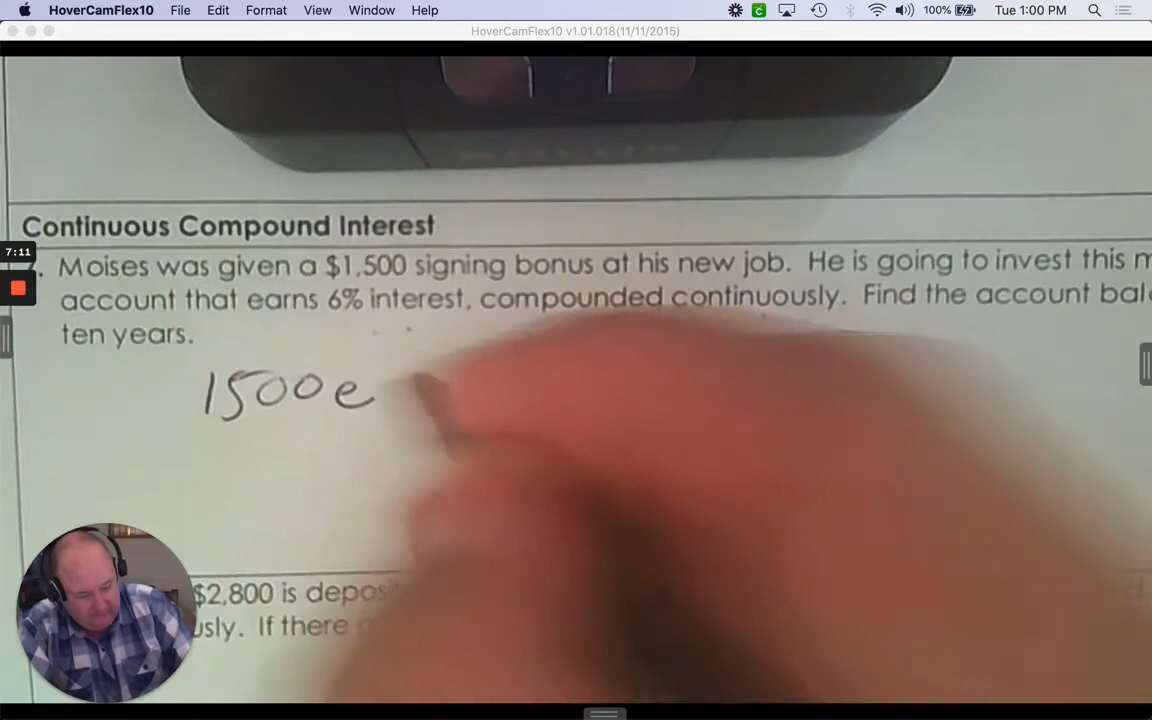 HoverCamFlex10 File Edit Format View Window Help 100% Tue 1:00 PM
HoverCamFlex10 v1.01.018(11/11/2015)
Continuous Compound Interest
7:11
7. Moises was given a $1,500 signing bonus at his new job. He is going to invest this
account that earns 6% interest, compounded continuously. Find the account
ten years.
1500e
$2,800 is
If there